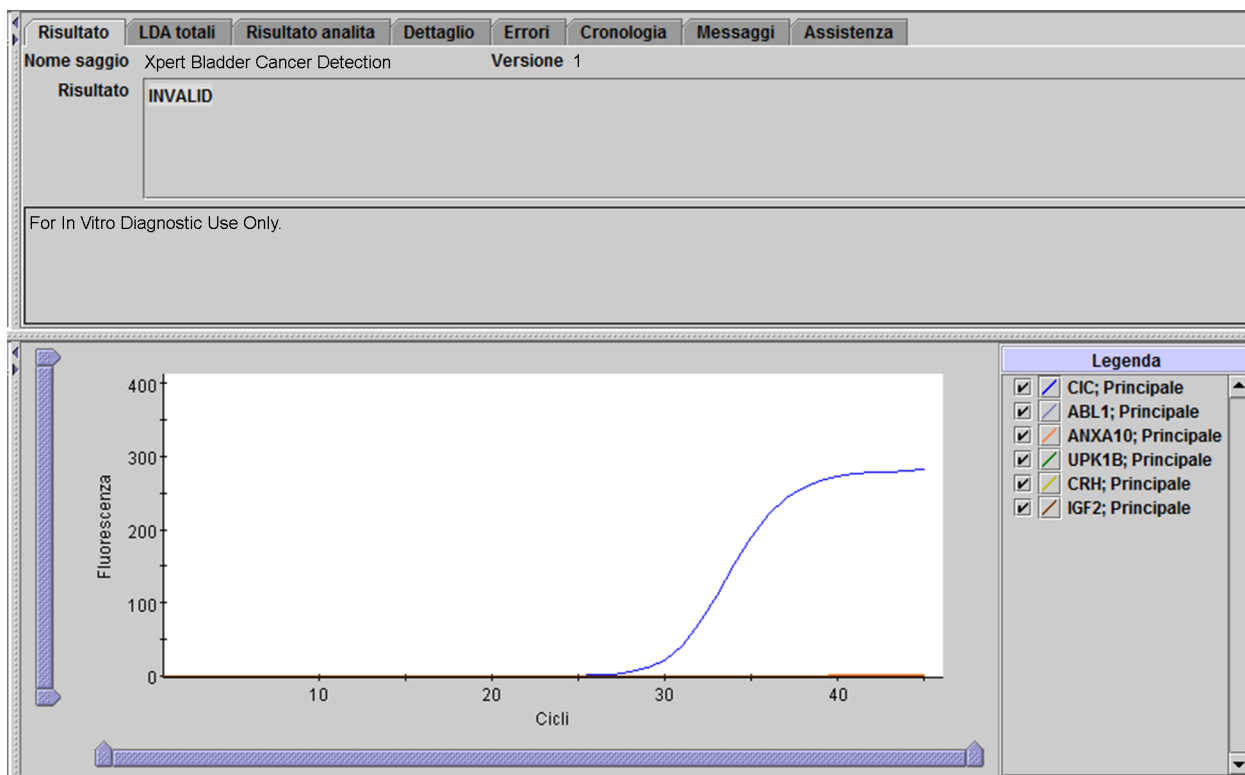 Risultato LDA totali Risultato analita Dettaglio Errori Cronologia Messaggi Assistenza
Nome saggio Xpert Bladder Cancer Detection Versione 1
Risultato INVALID
For In Vitro Diagnostic Use Only.
Legenda
CIC; Principale
ABL1; Principale
ANXA10; Principale
UPK1B; Principale
CRH; Principale
IGF2; Principale
Fluorescenza
400
300
200
100
0
10 20 30 40
Cicli